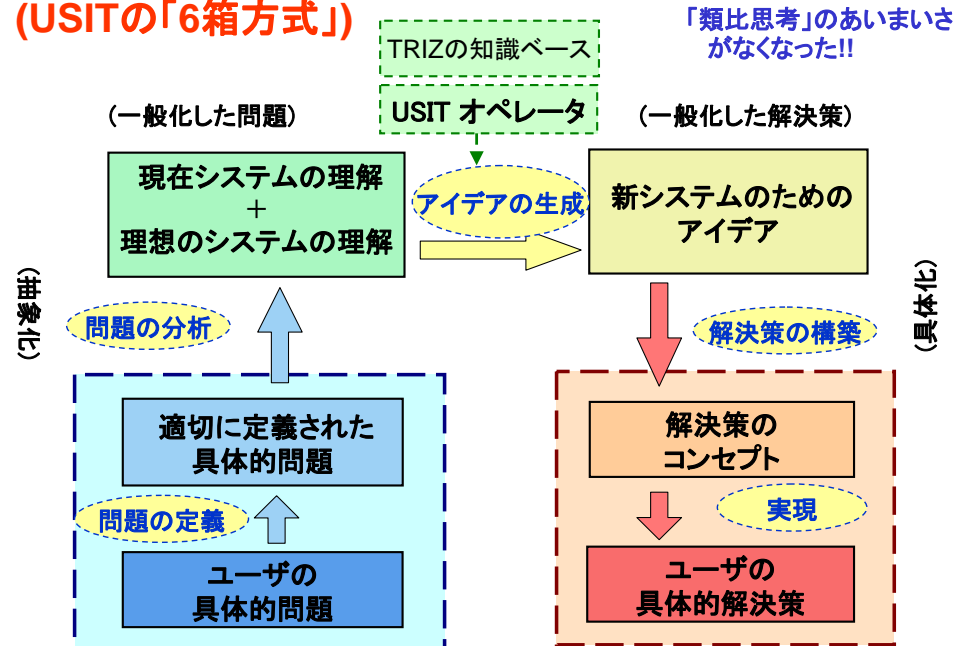 (USITの「6箱方式」)
「類比思考」のあいまいさ
がなくなった!!
TRIZの知識ベース
USIT オペレータ
(一般化した問題)
(一般化した解決策)
現在システムの理解
+
理想のシステムの理解
アイデアの生成
新システムのための
アイデア
(抽象化)
(具体化)
問題の分析
解決策の構築
適切に定義された
具体的問題
解決策の
コンセプト
問題の定義
実現
ユーザの
具体的問題
ユーザの
具体的解決策